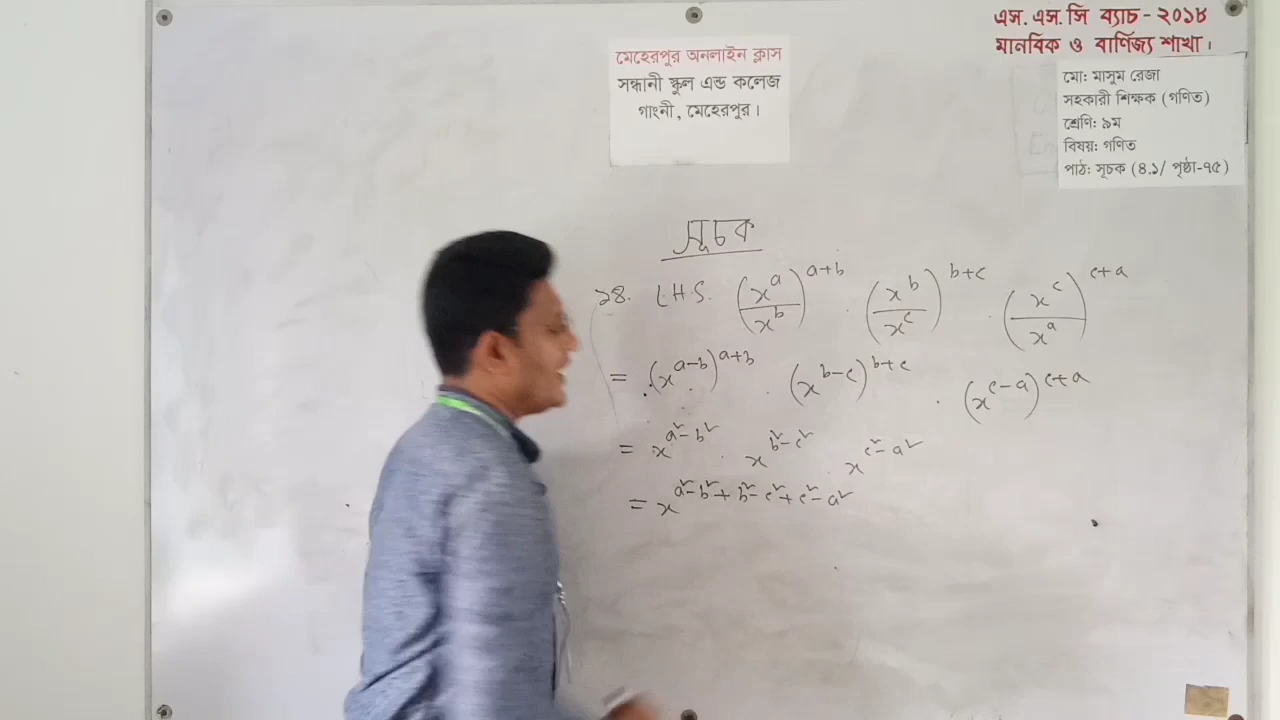 এস. এস. সি ব্যাচ - ২০১৮
মানবিক ও বাণিজ্য শাখা।
মেহেরপুর অনলাইন ক্লাস
সন্ধানী স্কুল এন্ড কলেজ
গাংনী, মেহেরপুর।
মো: মাসুম রেজা
সহকারী শিক্ষক (গণিত)
শ্রেণি: ৯ম
বিষয়: গণিত
পাঠ: সূচক (৪.১/ পৃষ্ঠা-৭৫)
সূচক
১৪. L.H.S. (x^a/x^b)^(a+b) . (x^b/x^c)^(b+c) . (x^c/x^a)^(c+a)
= (x^(a-b))^(a+b) . (x^(b-c))^(b+c) . (x^(c-a))^(c+a)
= x^(a²-b²) . x^(b²-c²) . x^(c²-a²)
= x^(a²-b²+b²-c²+c²-a²)